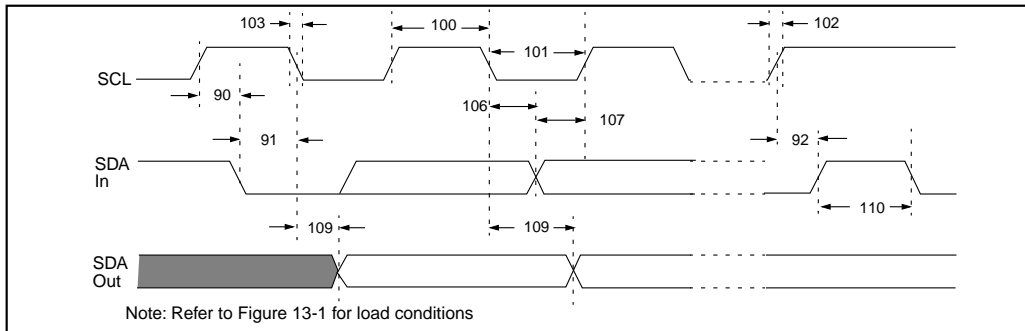 103
100
102
101
SCL
90
106
107
91
92
SDA
In
110
109
109
SDA
Out
Note: Refer to Figure 13-1 for load conditions